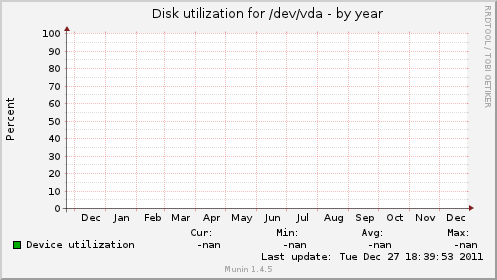 Disk utilization for /dev/vda - by year
RRDTOOL / TOBI OETIKER
Percent
100
90
80
70
60
50
40
30
20
10
0
Dec Jan Feb Mar Apr May Jun Jul Aug Sep Oct Nov Dec
Cur: Min: Avg: Max:
Device utilization -nan -nan -nan -nan
Last update: Tue Dec 27 18:39:53 2011
Munin 1.4.5